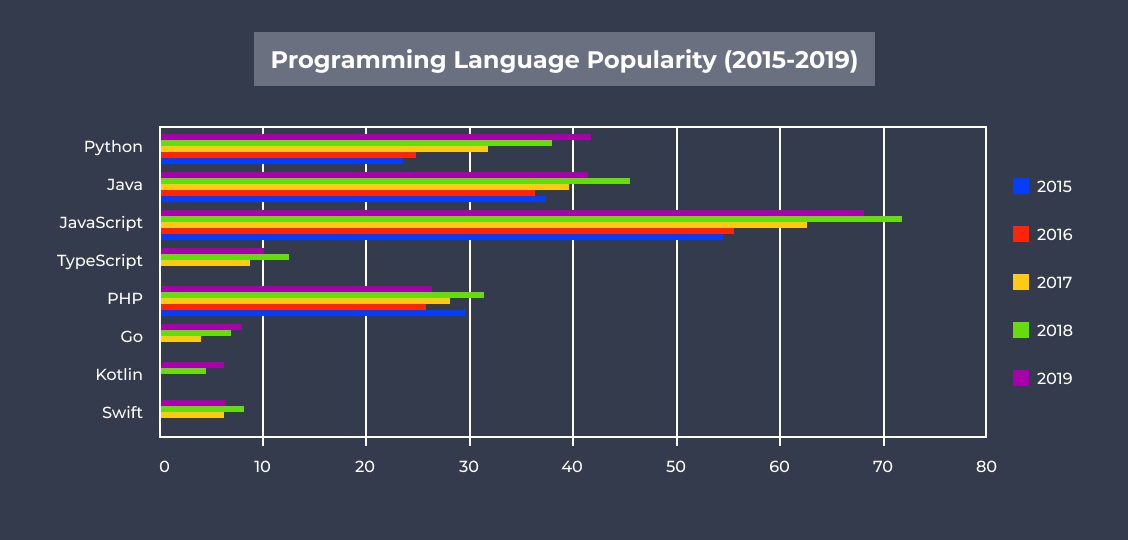 Programming Language Popularity (2015-2019)
Python
Java
JavaScript
TypeScript
PHP
Go
Kotlin
Swift
0 10 20 30 40 50 60 70 80
2015
2016
2017
2018
2019